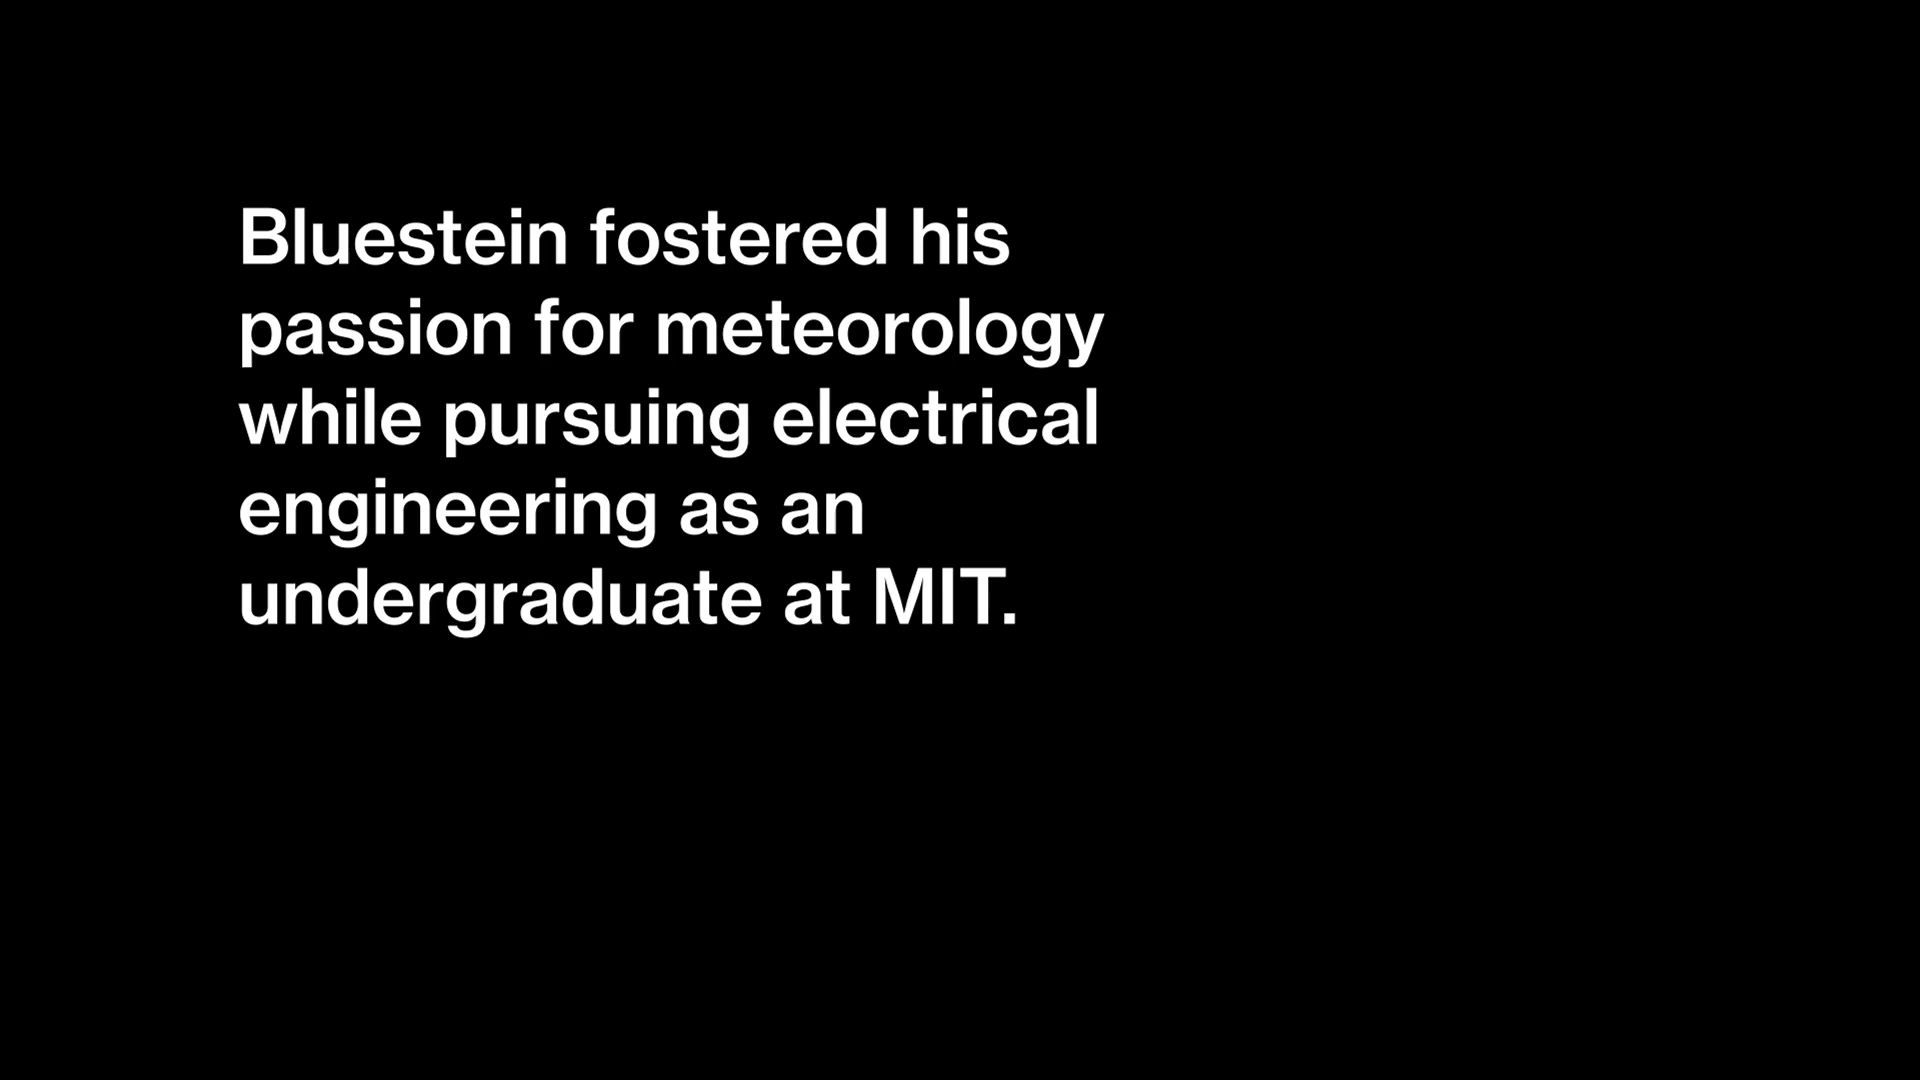 Bluestein fostered his
passion for meteorology
while pursuing electrical
engineering as an
undergraduate at MIT.